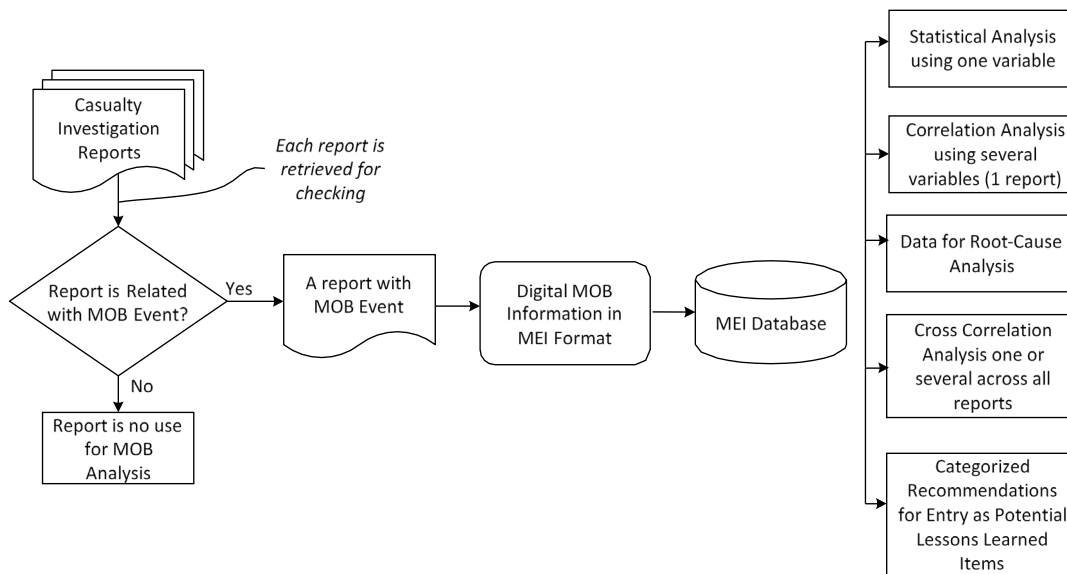 Casualty
Investigation
Reports
Each report is
retrieved for
checking
Report is Related
with MOB Event?
Yes
No
Report is no use
for MOB
Analysis
A report with
MOB Event
Digital MOB
Information in
MEI Format
MEI Database
Statistical Analysis
using one variable
Correlation Analysis
using several
variables (1 report)
Data for Root-Cause
Analysis
Cross Correlation
Analysis one or
several across all
reports
Categorized
Recommendations
for Entry as Potential
Lessons Learned
Items